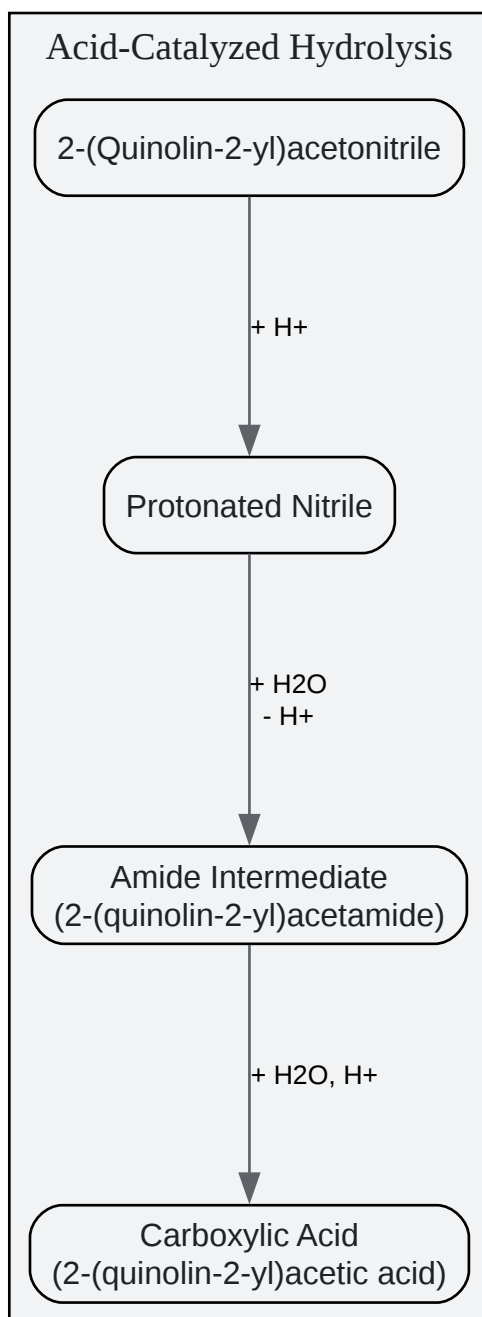 Acid-Catalyzed Hydrolysis
2-(Quinolin-2-yl)acetonitrile
+ H+
Protonated Nitrile
+ H2O
- H+
Amide Intermediate
(2-(quinolin-2-yl)acetamide)
+ H2O, H+
Carboxylic Acid
(2-(quinolin-2-yl)acetic acid)